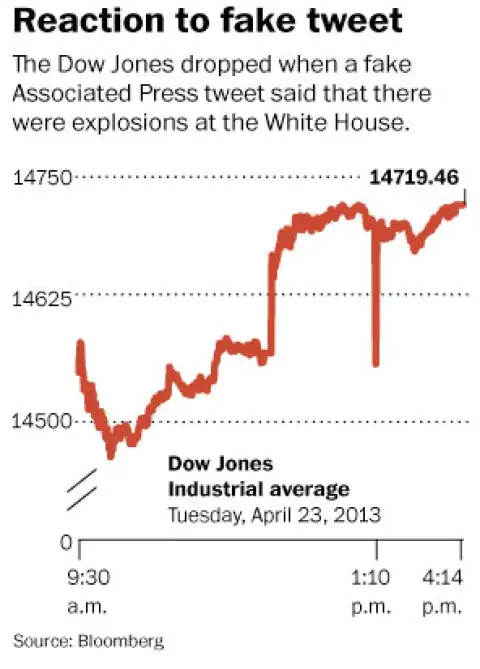 Reaction to fake tweet
The Dow Jones dropped when a fake
Associated Press tweet said that there
were explosions at the White House.
14750
14719.46
14625
14500
Dow Jones
Industrial average
Tuesday, April 23, 2013
0
9:30
a.m.
1:10
p.m.
4:14
p.m.
Source: Bloomberg